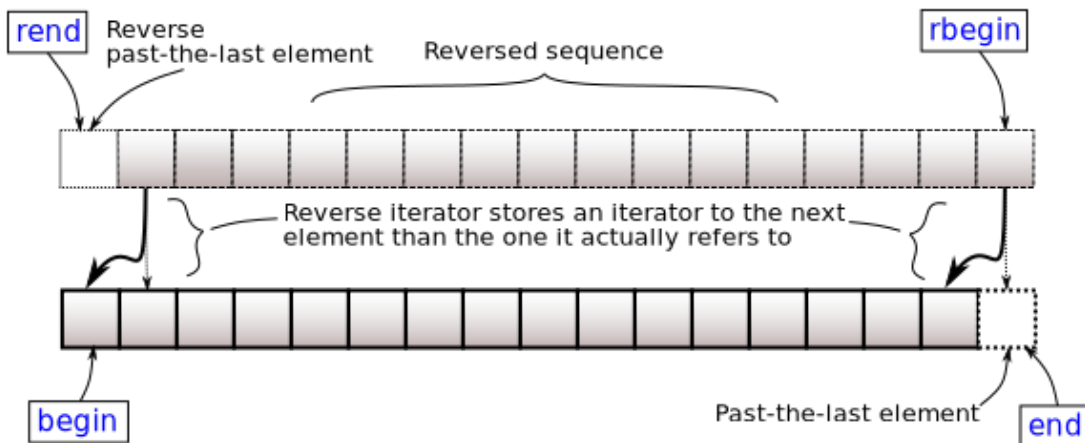 rend
Reverse
past-the-last element
Reversed sequence
rbegin
Reverse iterator stores an iterator to the next
element than the one it actually refers to
begin
Past-the-last element
end